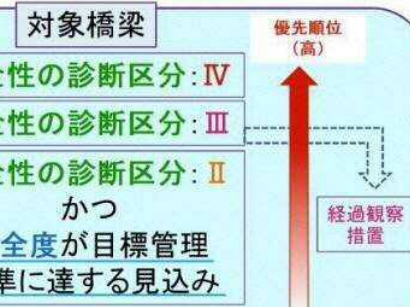 対象橋梁
優先順位
(高)
全性の診断区分:Ⅳ
全性の診断区分:Ⅲ
全性の診断区分:Ⅱ
かつ
全度が目標管理
準に達する見込み
経過観察
措置